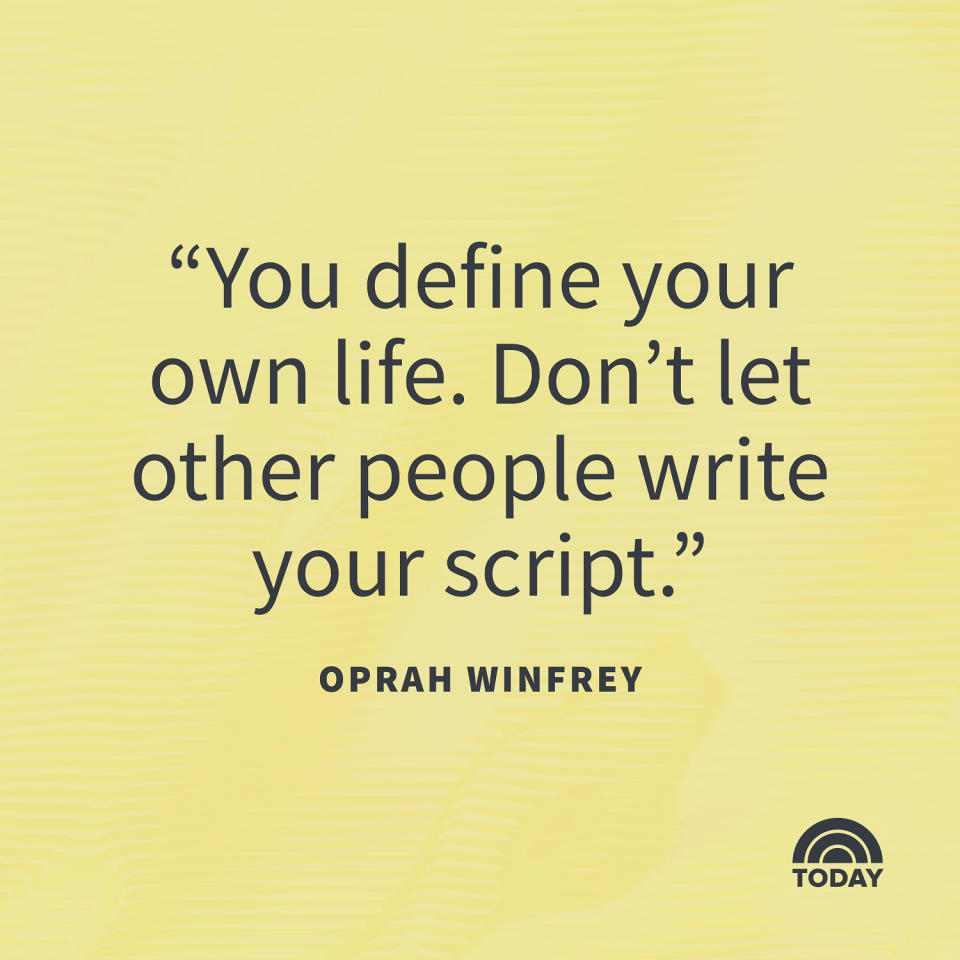 “You define your
own life. Don’t let
other people write
your script.”
OPRAH WINFREY
TODAY